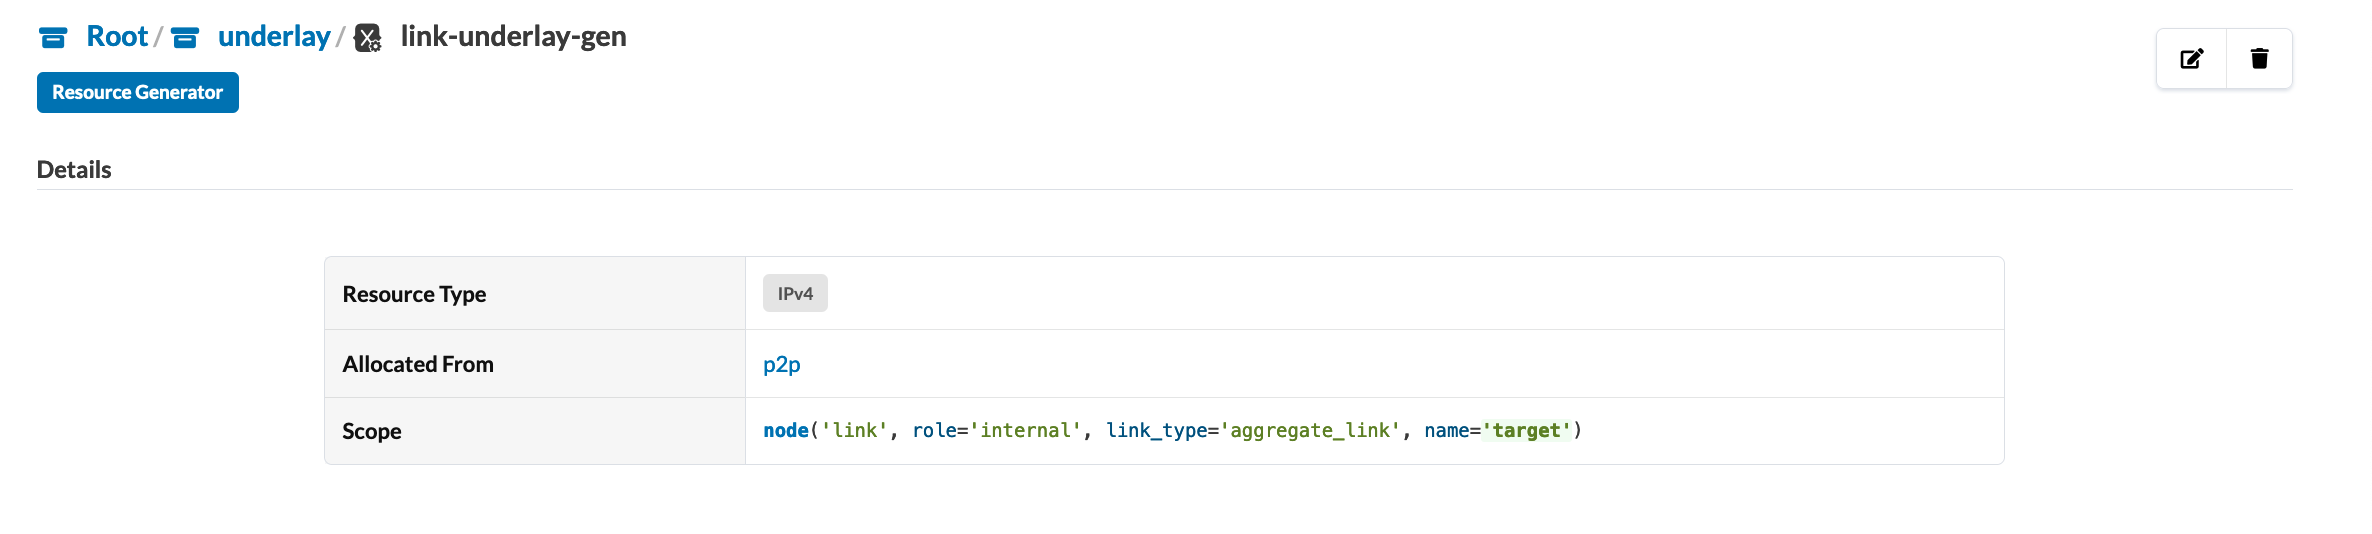 Root / underlay / link-underlay-gen
Resource Generator
Details
Resource Type IPv4
Allocated From p2p
Scope node('link', role='internal', link_type='aggregate_link', name='target')